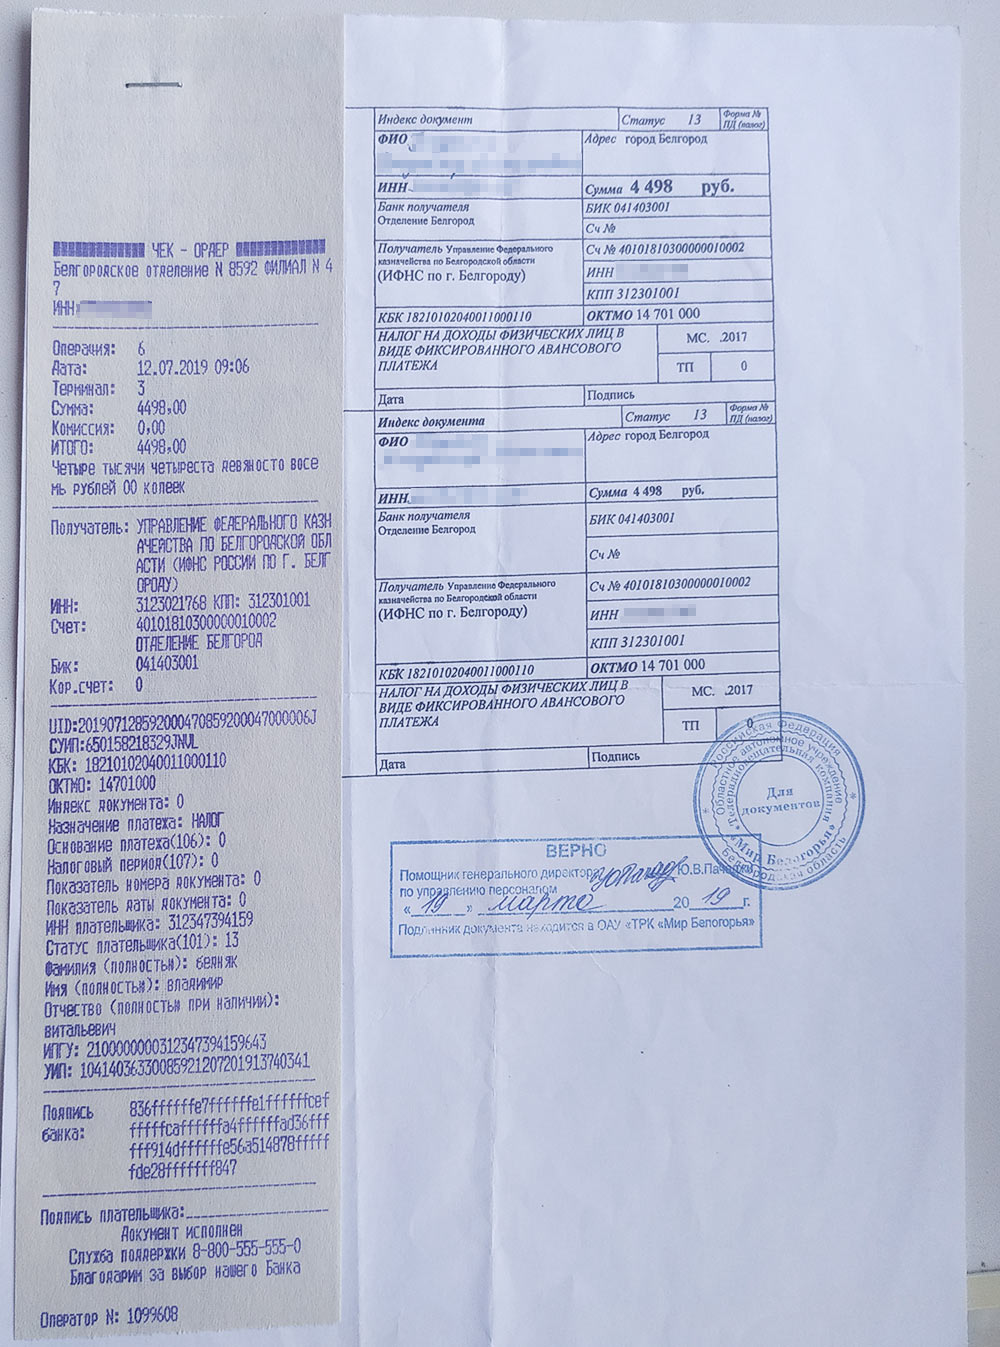 ЧЕК - ОРДЕР
Белгородское отделение N 8592 ФИЛИАЛ N 4
7
ИНН:
Операция: 6
Дата: 12.07.2019 09:06
Терминал: 3
Сумма: 4498,00
Комиссия: 0,00
ИТОГО: 4498,00
Четыре тысячи четыреста девяносто восе
мь рублей 00 копеек
Получатель: УПРАВЛЕНИЕ ФЕДЕРАЛЬНОГО КАЗН
АЧЕЙСТВА ПО БЕЛГОРОДСКОЙ ОБЛ
АСТИ (ИФНС РОССИИ ПО Г. БЕЛГ
ОРОДУ)
ИНН: 3123021768 КПП: 312301001
Счет: 40101810300000010002
ОТДЕЛЕНИЕ БЕЛГОРОД
Бик: 041403001
Кор.счет: 0
UID:20190712859200047085920004700000​6J
СУИП:650158218329JNVL
КБК: 18210102040011000110
ОКТМО: 14701000
Индекс документа: 0
Назначение платежа: НАЛОГ
Основание платежа(106): 0
Налоговый период(107): 0
Показатель номера документа: 0
Показатель даты документа: 0
ИНН плательщика: 312347394159
Статус плательщика(101): 13
Фамилия (полностью): беляк
Имя (полностью): владимир
Отчество (полностью при наличии):
витальевич
ИПГУ: 2100000000312347394159643
УИП: 10414036330085921207201913740341
Подпись банка: 836ffffffe7ffffffe1ffffffcef
fffffcaffffffa4ffffffad36fff
fff914dffffffe56a514878fffff
fde28fffffff847
Подпись плательщика:
Документ исполнен
Служба поддержки 8-800-555-555-0
Благодарим за выбор нашего Банка
Оператор N: 1099608
Индекс документ Статус 13 Форма № ПД (налог)
ФИО Адрес город Белгород
ИНН Сумма 4 498 руб.
Банк получателя БИК 041403001
Отделение Белгород Сч №
Получатель Управление Федерального Сч № 40101810300000010002
казначейства по Белгородской области
(ИФНС по г. Белгороду) ИНН
КПП 312301001
КБК 18210102040011000110 ОКТМО 14 701 000
НАЛОГ НА ДОХОДЫ ФИЗИЧЕСКИХ ЛИЦ В МС. .2017
ВИДЕ ФИКСИРОВАННОГО АВАНСОВОГО
ПЛАТЕЖА ТП 0
Дата Подпись
Индекс документа Статус 13 Форма № ПД (налог)
ФИО Адрес город Белгород
ИНН Сумма 4 498 руб.
Банк получателя БИК 041403001
Отделение Белгород
Сч №
Получатель Управление Федерального Сч № 40101810300000010002
казначейства по Белгородской области
(ИФНС по г. Белгороду) ИНН
КПП 312301001
КБК 18210102040011000110 ОКТМО 14 701 000
НАЛОГ НА ДОХОДЫ ФИЗИЧЕСКИХ ЛИЦ В МС. .2017
ВИДЕ ФИКСИРОВАННОГО АВАНСОВОГО
ПЛАТЕЖА ТП 0
Дата Подпись
Российская Федерация
Белгородская область
Областное автономное учреждение
Телерадиовещательная компания
«Мир Белогорья»
Для
документов
ВЕРНО
Помощник генерального директора Ю.В.
по управлению персоналом
« 19 » марта 20 19 г.
Подлинник документа находится в ОАУ «ТРК «Мир Белогорья»